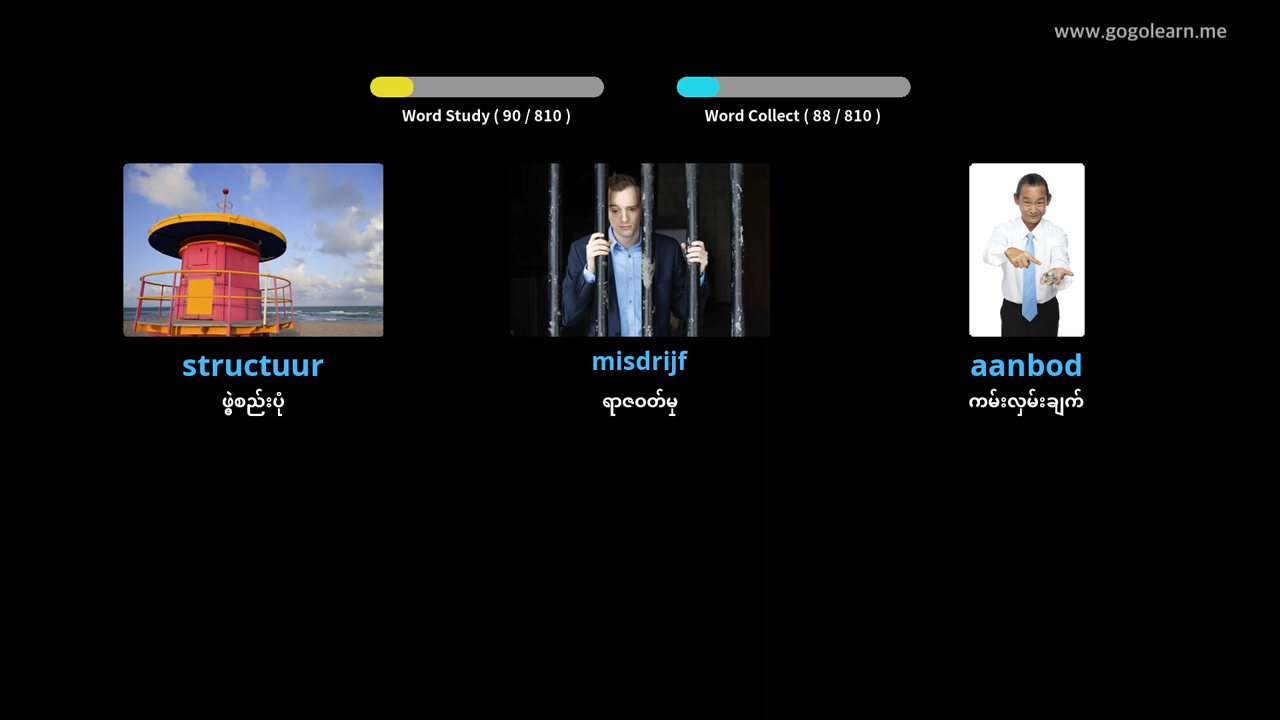 www.gogolearn.me
Word Study ( 90 / 810 )
Word Collect ( 88 / 810 )
structuur
misdrijf
aanbod
ဖွဲ့စည်းပုံ
ရာဇဝတ်မှု
ကမ်းလှမ်းချက်